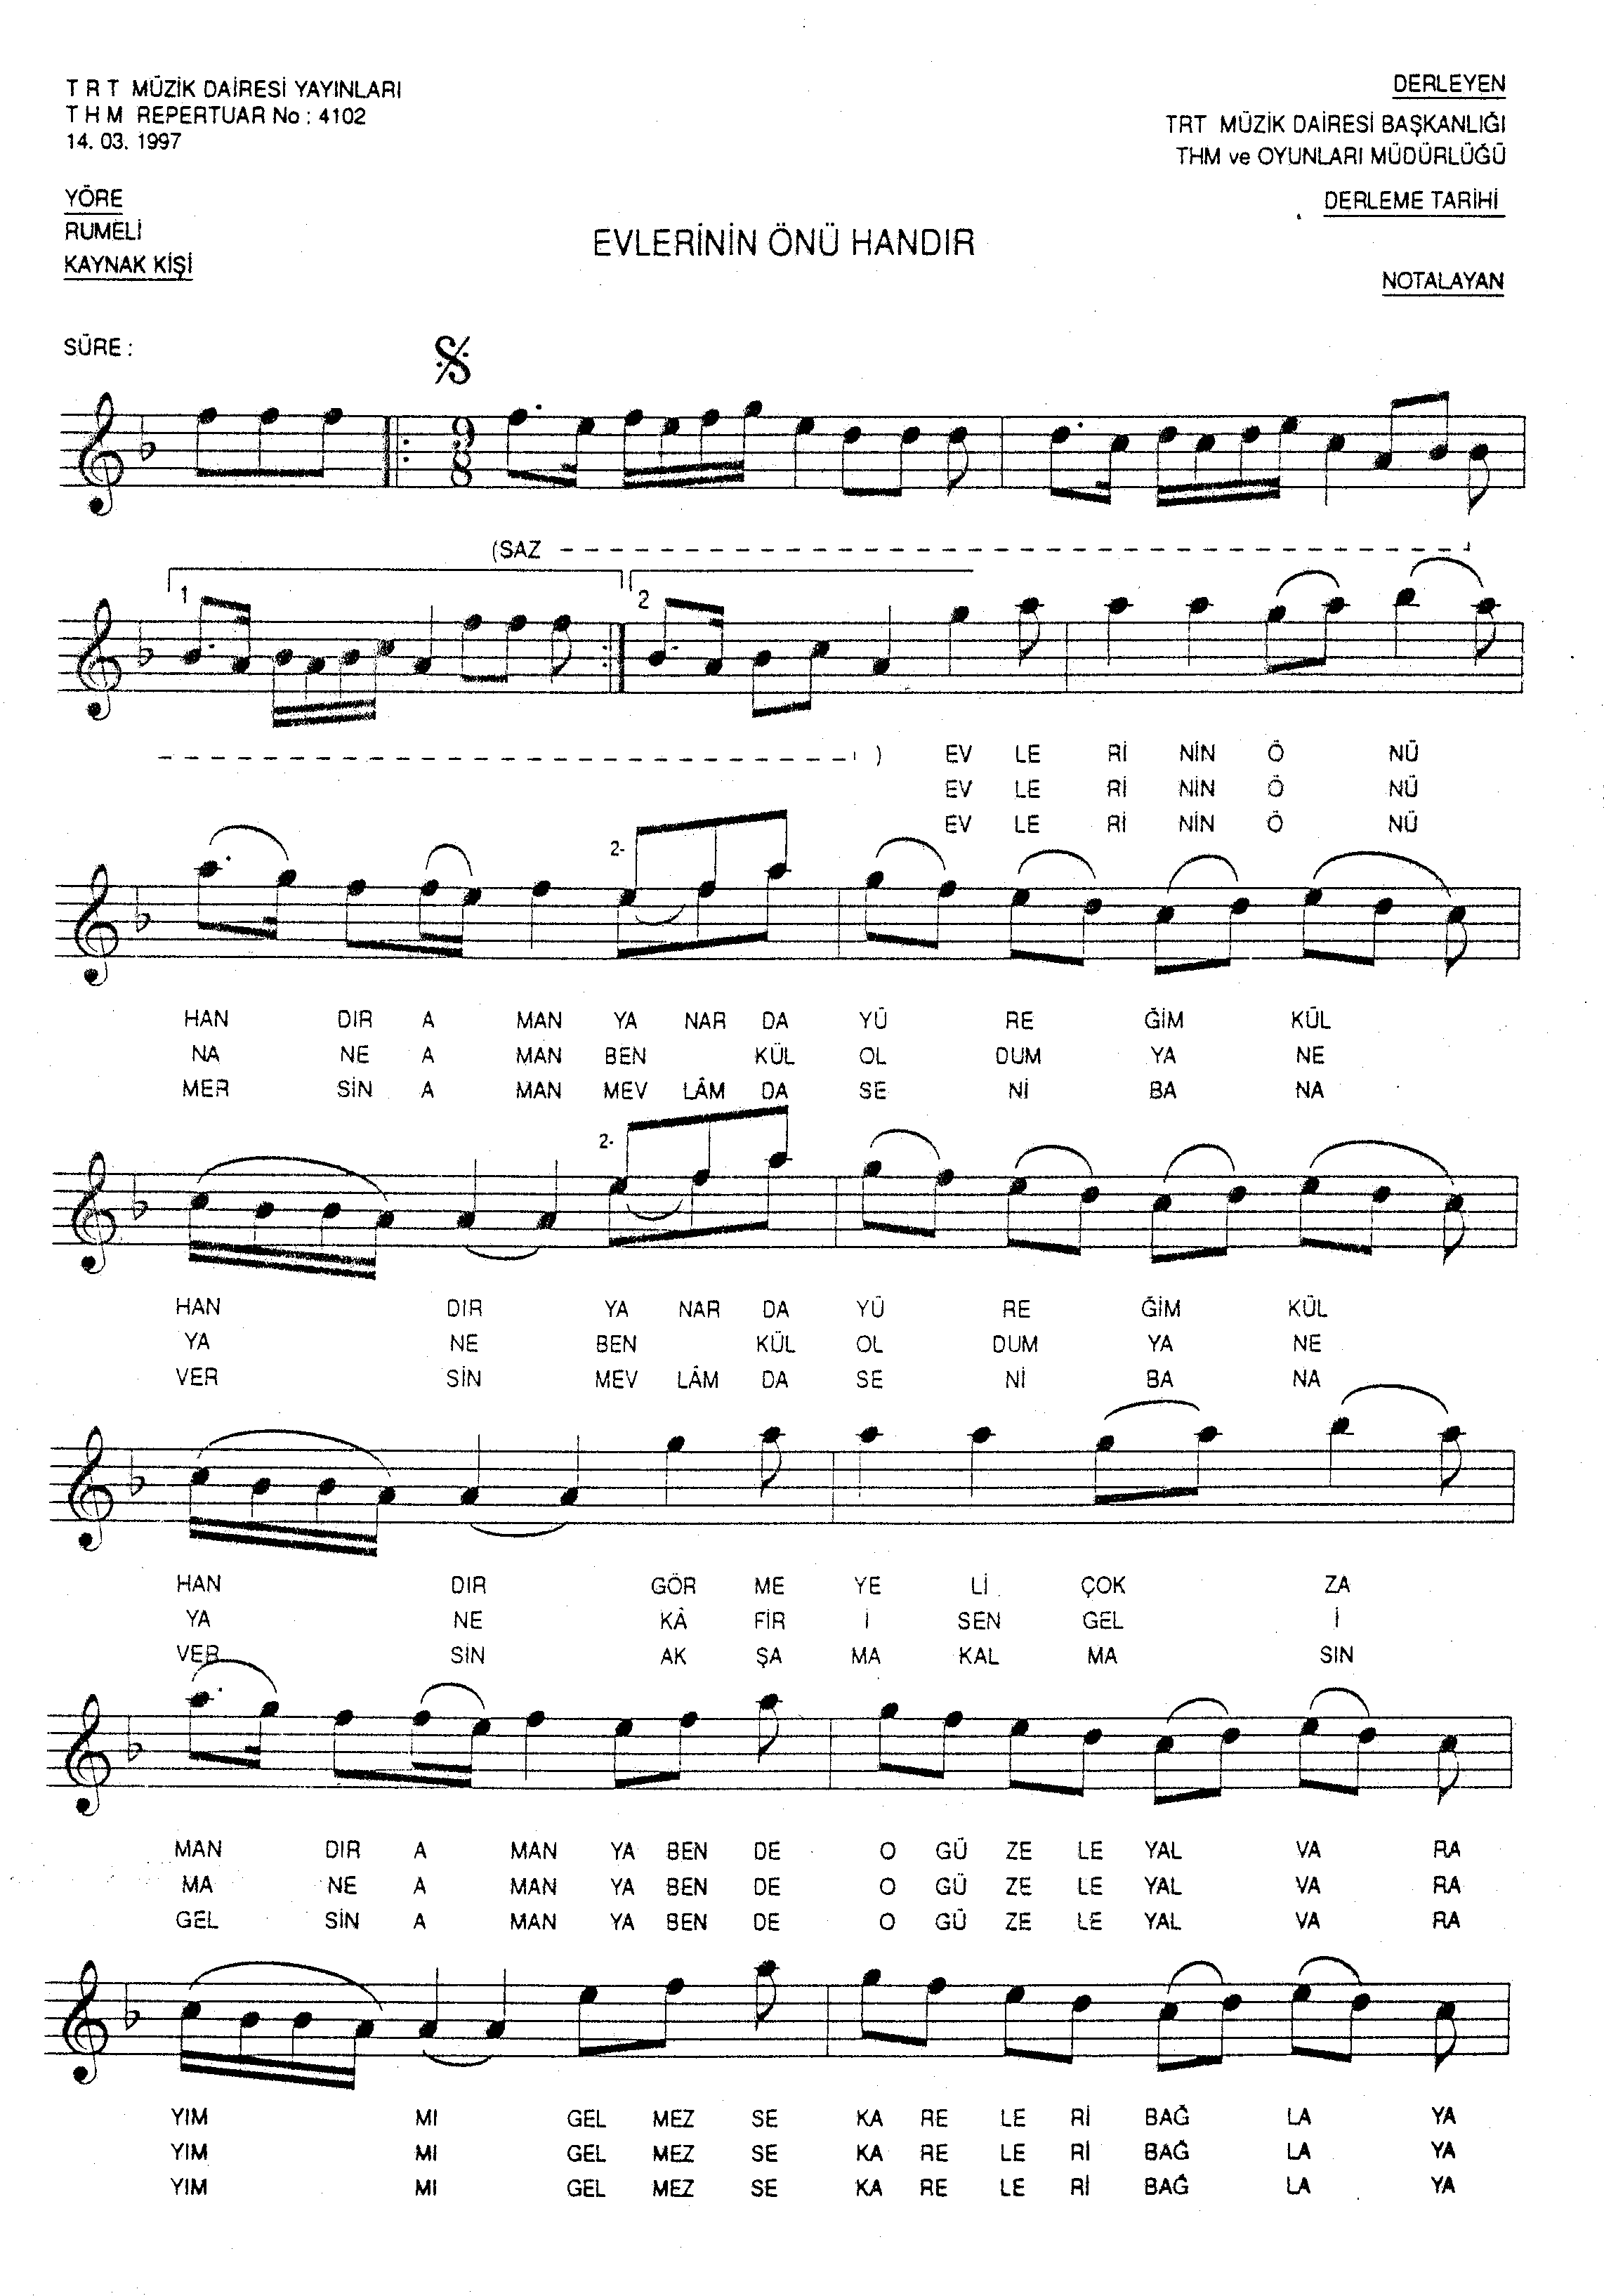 T R T MÜZİK DAİRESİ YAYINLARI
T H M REPERTUAR No : 4102
14. 03. 1997
DERLEYEN
TRT MÜZİK DAİRESİ BAŞKANLIĞI
THM ve OYUNLARI MÜDÜRLÜĞÜ
YÖRE
RUMELİ
KAYNAK KİŞİ
DERLEME TARİHİ
EVLERİNİN ÖNÜ HANDIR
NOTALAYAN
SÜRE :
9
8
(SAZ
1
2
)
EV LE Rİ NİN Ö NÜ
EV LE Rİ NİN Ö NÜ
EV LE Rİ NİN Ö NÜ
2-
HAN DIR A MAN YA NAR DA YÜ RE ĞİM KÜL
NA NE A MAN BEN KÜL OL DUM YA NE
MER SİN A MAN MEV LÂM DA SE Nİ BA NA
2-
HAN DIR YA NAR DA YÜ RE ĞİM KÜL
YA NE BEN KÜL OL DUM YA NE
VER SİN MEV LÂM DA SE Nİ BA NA
HAN DIR GÖR ME YE Lİ ÇOK ZA
YA NE KÂ FİR İ SEN GEL İ
VER SİN AK ŞA MA KAL MA SIN
MAN DIR A MAN YA BEN DE O GÜ ZE LE YAL VA RA
MA NE A MAN YA BEN DE O GÜ ZE LE YAL VA RA
GEL SİN A MAN YA BEN DE O GÜ ZE LE YAL VA RA
YIM MI GEL MEZ SE KA RE LE Rİ BAĞ LA YA
YIM MI GEL MEZ SE KA RE LE Rİ BAĞ LA YA
YIM MI GEL MEZ SE KA RE LE Rİ BAĞ LA YA